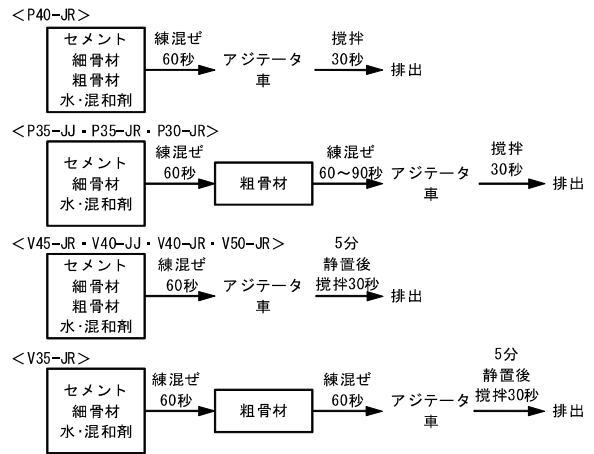 ＜P40-JR＞
セメント
細骨材
粗骨材
水・混和剤
練混ぜ
60秒
アジテータ
車
撹拌
30秒
排出
＜P35-JJ・P35-JR・P30-JR＞
セメント
細骨材
水・混和剤
練混ぜ
60秒
粗骨材
練混ぜ
60～90秒
アジテータ
車
撹拌
30秒
排出
＜V45-JR・V40-JJ・V40-JR・V50-JR＞
セメント
細骨材
粗骨材
水・混和剤
練混ぜ
60秒
アジテータ
車
5分
静置後
撹拌30秒
排出
＜V35-JR＞
セメント
細骨材
水・混和剤
練混ぜ
60秒
粗骨材
練混ぜ
60秒
アジテータ
車
5分
静置後
撹拌30秒
排出